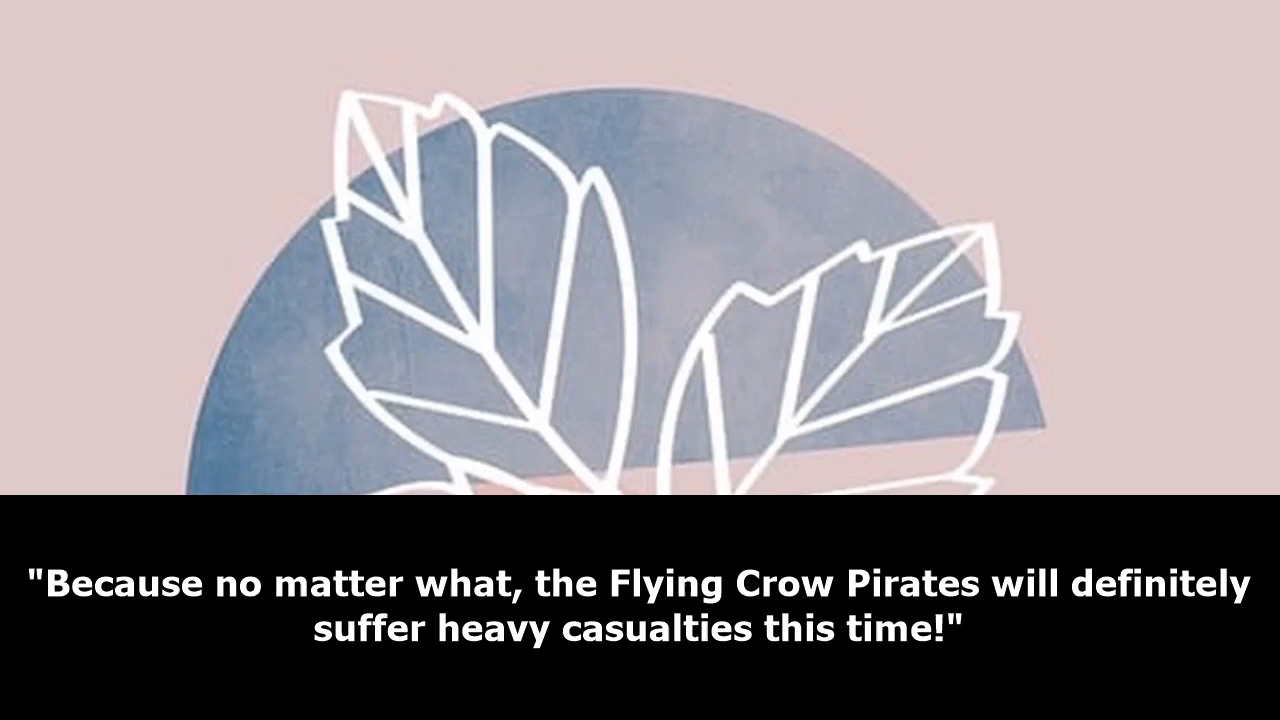 "Because no matter what, the Flying Crow Pirates will definitely
suffer heavy casualties this time!"